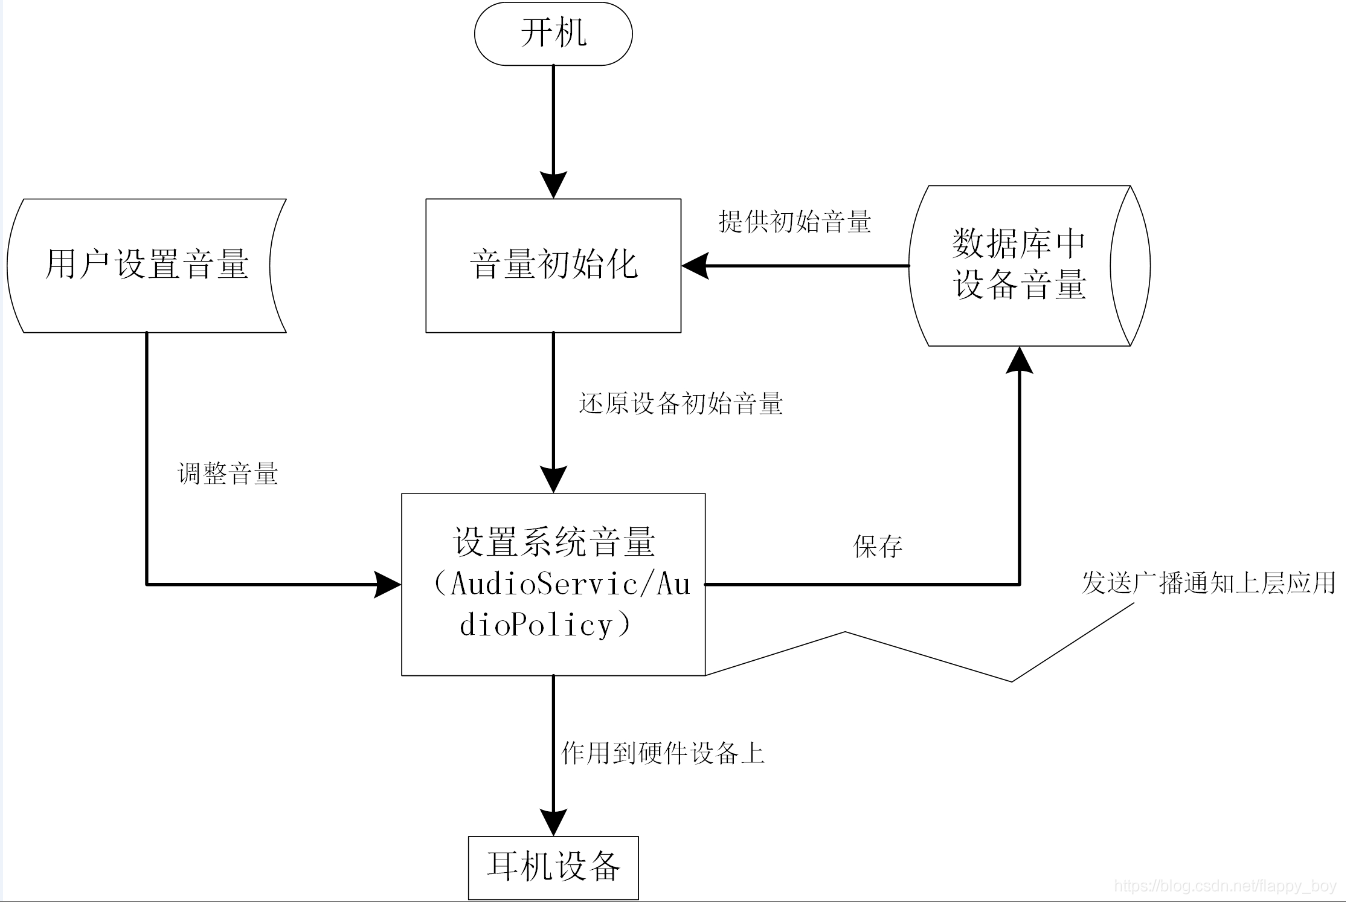 开机
提供初始音量
用户设置音量
音量初始化
数据库中
设备音量
还原设备初始音量
调整音量
设置系统音量
（AudioServic/Au
dioPolicy）
保存
发送广播通知上层应用
作用到硬件设备上
耳机设备
https://blog.csdn.net/flappy_boy